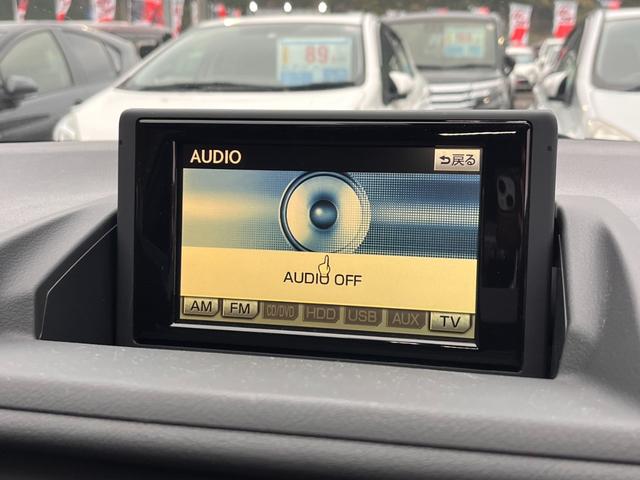 89
AUDIO
戻る
AUDIO OFF
AM FM CD/DVD HDD USB AUX TV